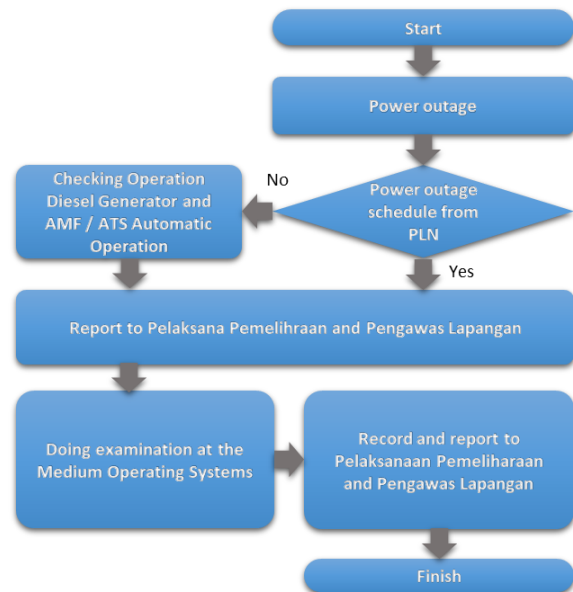 Start
Power outage
Power outage
schedule from
PLN
No
Yes
Checking Operation
Diesel Generator and
AMF / ATS Automatic
Operation
Report to Pelaksana Pemelihraan and Pengawas Lapangan
Doing examination at the
Medium Operating Systems
Record and report to
Pelaksanaan Pemeliharaan
and Pengawas Lapangan
Finish